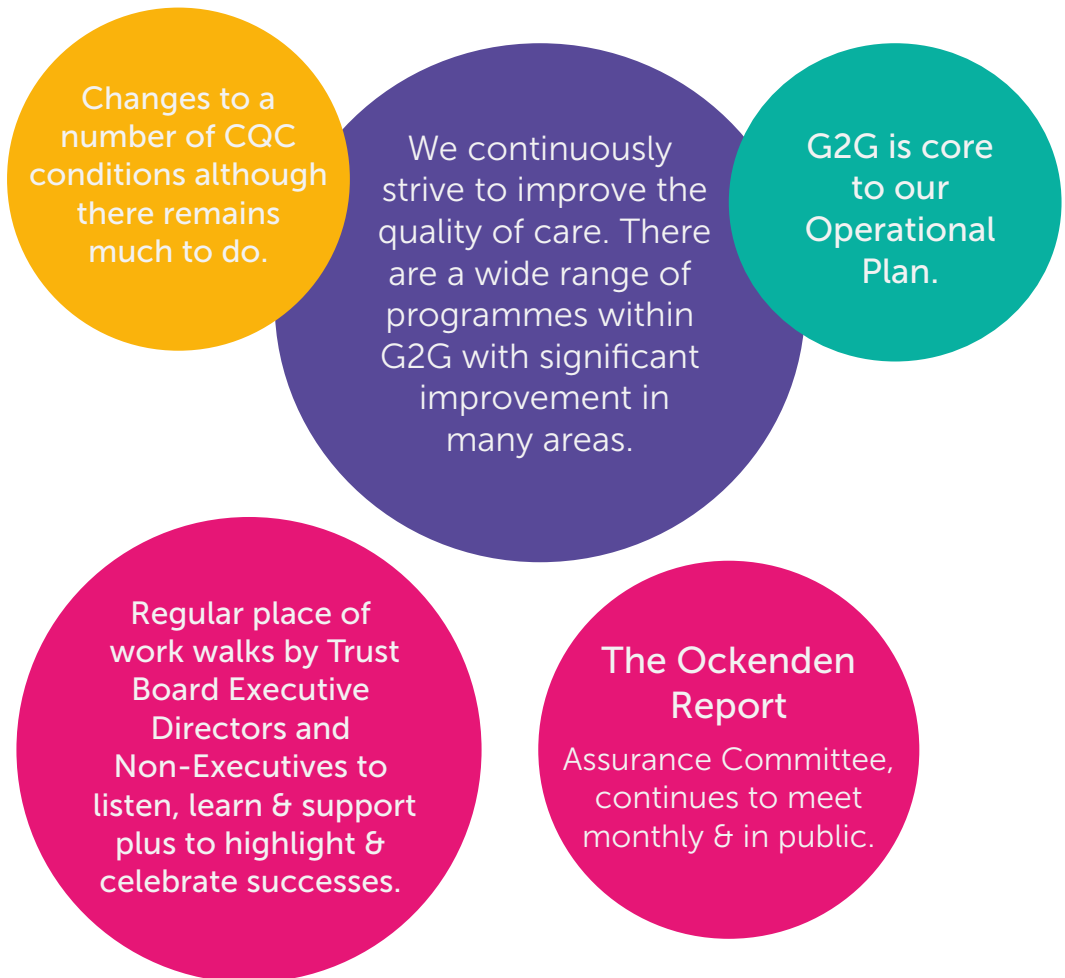 Changes to a
number of CQC
conditions although
there remains
much to do.
We continuously
strive to improve the
quality of care. There
are a wide range of
programmes within
G2G with significant
improvement in
many areas.
G2G is core
to our
Operational
Plan.
Regular place of
work walks by Trust
Board Executive
Directors and
Non-Executives to
listen, learn & support
plus to highlight &
celebrate successes.
The Ockenden
Report
Assurance Committee,
continues to meet
monthly & in public.